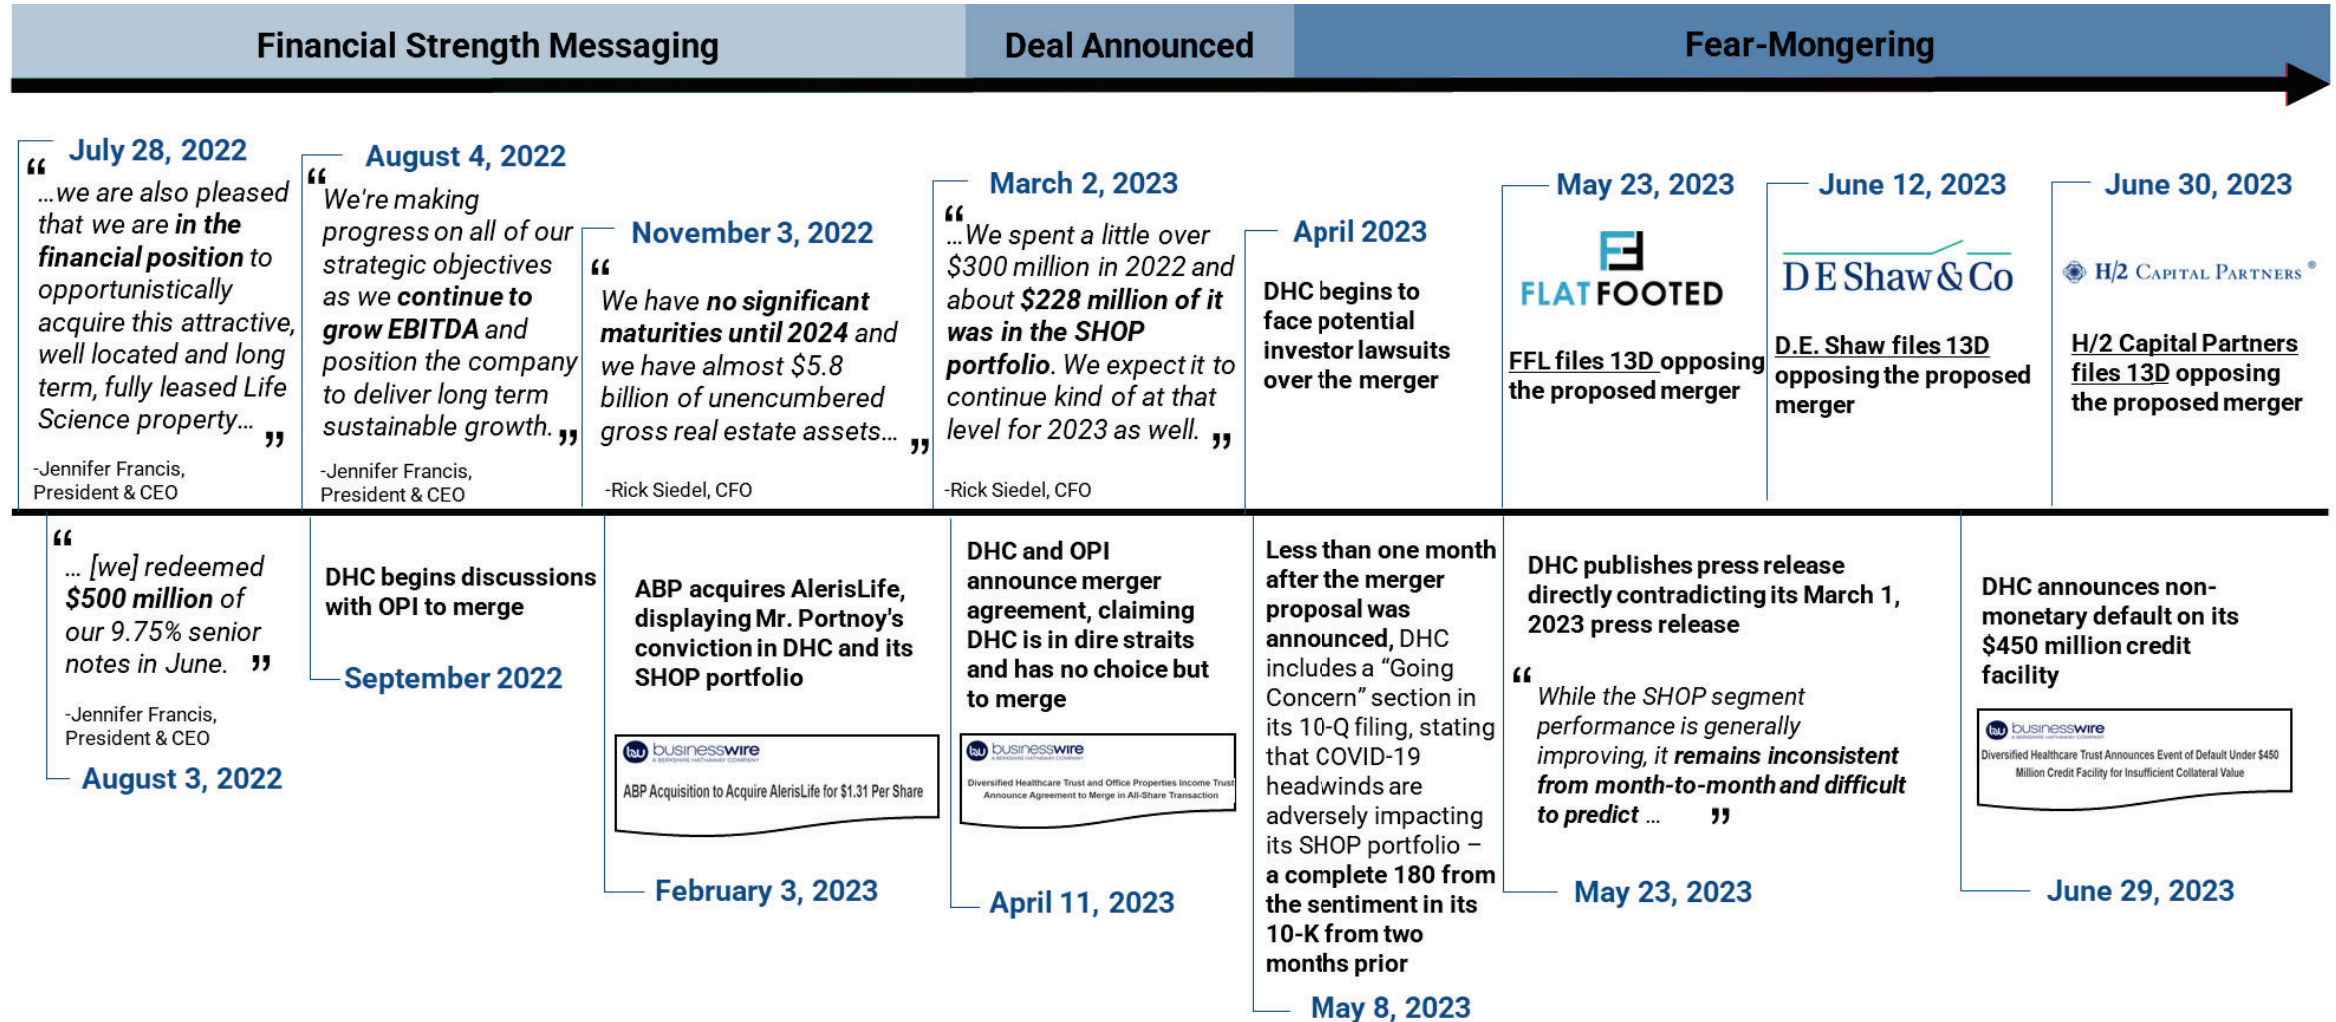 Financial Strength Messaging
Deal Announced
Fear-Mongering
July 28, 2022
“
…we are also pleased
that we are in the
financial position to
opportunistically
acquire this attractive,
well located and long
term, fully leased Life
Science property… ”
-Jennifer Francis,
President & CEO
August 4, 2022
“
We're making
progress on all of our
strategic objectives
as we continue to
grow EBITDA and
position the company
to deliver long term
sustainable growth. ”
-Jennifer Francis,
President & CEO
November 3, 2022
“
We have no significant
maturities until 2024 and
we have almost $5.8
billion of unencumbered
gross real estate assets… ”
-Rick Siedel, CFO
March 2, 2023
“
…We spent a little over
$300 million in 2022 and
about $228 million of it
was in the SHOP
portfolio. We expect it to
continue kind of at that
level for 2023 as well. ”
-Rick Siedel, CFO
April 2023
DHC begins to
face potential
investor lawsuits
over the merger
May 23, 2023
FLAT FOOTED
FFL files 13D opposing
the proposed merger
June 12, 2023
D E Shaw & Co
D.E. Shaw files 13D
opposing the proposed
merger
June 30, 2023
H/2 CAPITAL PARTNERS ®
H/2 Capital Partners
files 13D opposing
the proposed merger
“
… [we] redeemed
$500 million of
our 9.75% senior
notes in June. ”
-Jennifer Francis,
President & CEO
August 3, 2022
DHC begins discussions
with OPI to merge
September 2022
ABP acquires AlerisLife,
displaying Mr. Portnoy's
conviction in DHC and its
SHOP portfolio
bw businesswire
A BERKSHIRE HATHAWAY COMPANY
ABP Acquisition to Acquire AlerisLife for $1.31 Per Share
February 3, 2023
DHC and OPI
announce merger
agreement, claiming
DHC is in dire straits
and has no choice but
to merge
bw businesswire
A BERKSHIRE HATHAWAY COMPANY
Diversified Healthcare Trust and Office Properties Income Trust
Announce Agreement to Merge in All-Share Transaction
April 11, 2023
Less than one month
after the merger
proposal was
announced, DHC
includes a “Going
Concern” section in
its 10-Q filing, stating
that COVID-19
headwinds are
adversely impacting
its SHOP portfolio –
a complete 180 from
the sentiment in its
10-K from two
months prior
May 8, 2023
DHC publishes press release
directly contradicting its March 1,
2023 press release
“
While the SHOP segment
performance is generally
improving, it remains inconsistent
from month-to-month and difficult
to predict … ”
May 23, 2023
DHC announces non-
monetary default on its
$450 million credit
facility
bw businesswire
A BERKSHIRE HATHAWAY COMPANY
Diversified Healthcare Trust Announces Event of Default Under $450
Million Credit Facility for Insufficient Collateral Value
June 29, 2023